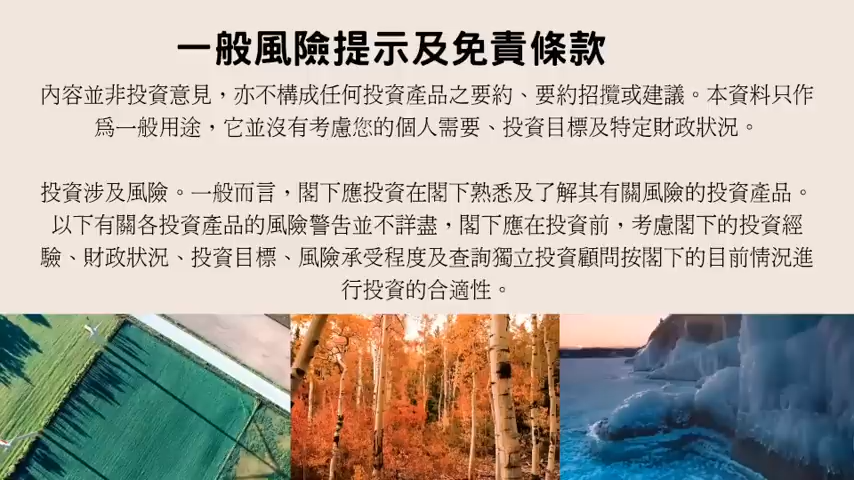 一般風險提示及免責條款
內容並非投資意見，亦不構成任何投資產品之要約、要約招攬或建議。本資料只作
爲一般用途，它並沒有考慮您的個人需要、投資目標及特定財政狀況。
投資涉及風險。一般而言，閣下應投資在閣下熟悉及了解其有關風險的投資產品。
以下有關各投資產品的風險警告並不詳盡，閣下應在投資前，考慮閣下的投資經
驗、財政狀況、投資目標、風險承受程度及查詢獨立投資顧問按閣下的目前情況進
行投資的合適性。